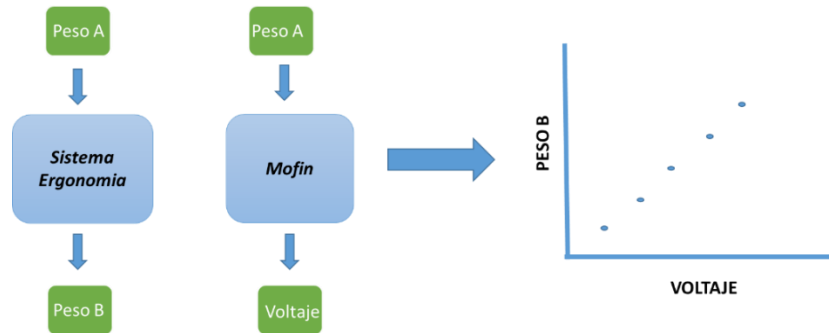 Peso A
Peso A
Sistema
Ergonomia
Mofin
Peso B
Voltaje
PESO B
VOLTAJE